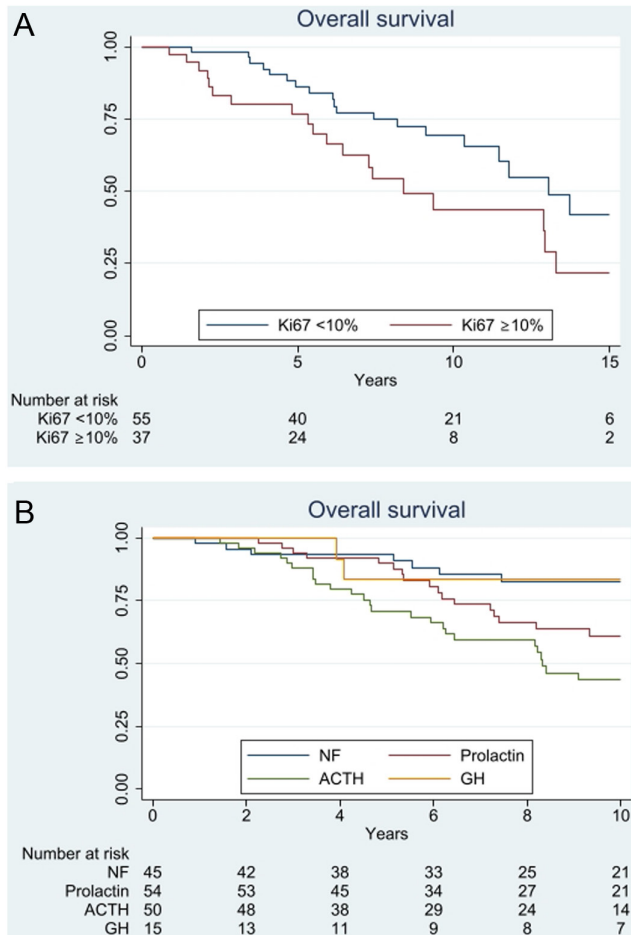 A
Overall survival
1.00
0.75
0.50
0.25
0.00
Ki67 <10% Ki67 ≥10%
0 5 10 15
Years
Number at risk
Ki67 <10% 55 40 21 6
Ki67 ≥10% 37 24 8 2
B
Overall survival
1.00
0.75
0.50
0.25
0.00
NF Prolactin
ACTH GH
0 2 4 6 8 10
Years
Number at risk
NF 45 42 38 33 25 21
Prolactin 54 53 45 34 27 21
ACTH 50 48 38 29 24 14
GH 15 13 11 9 8 7